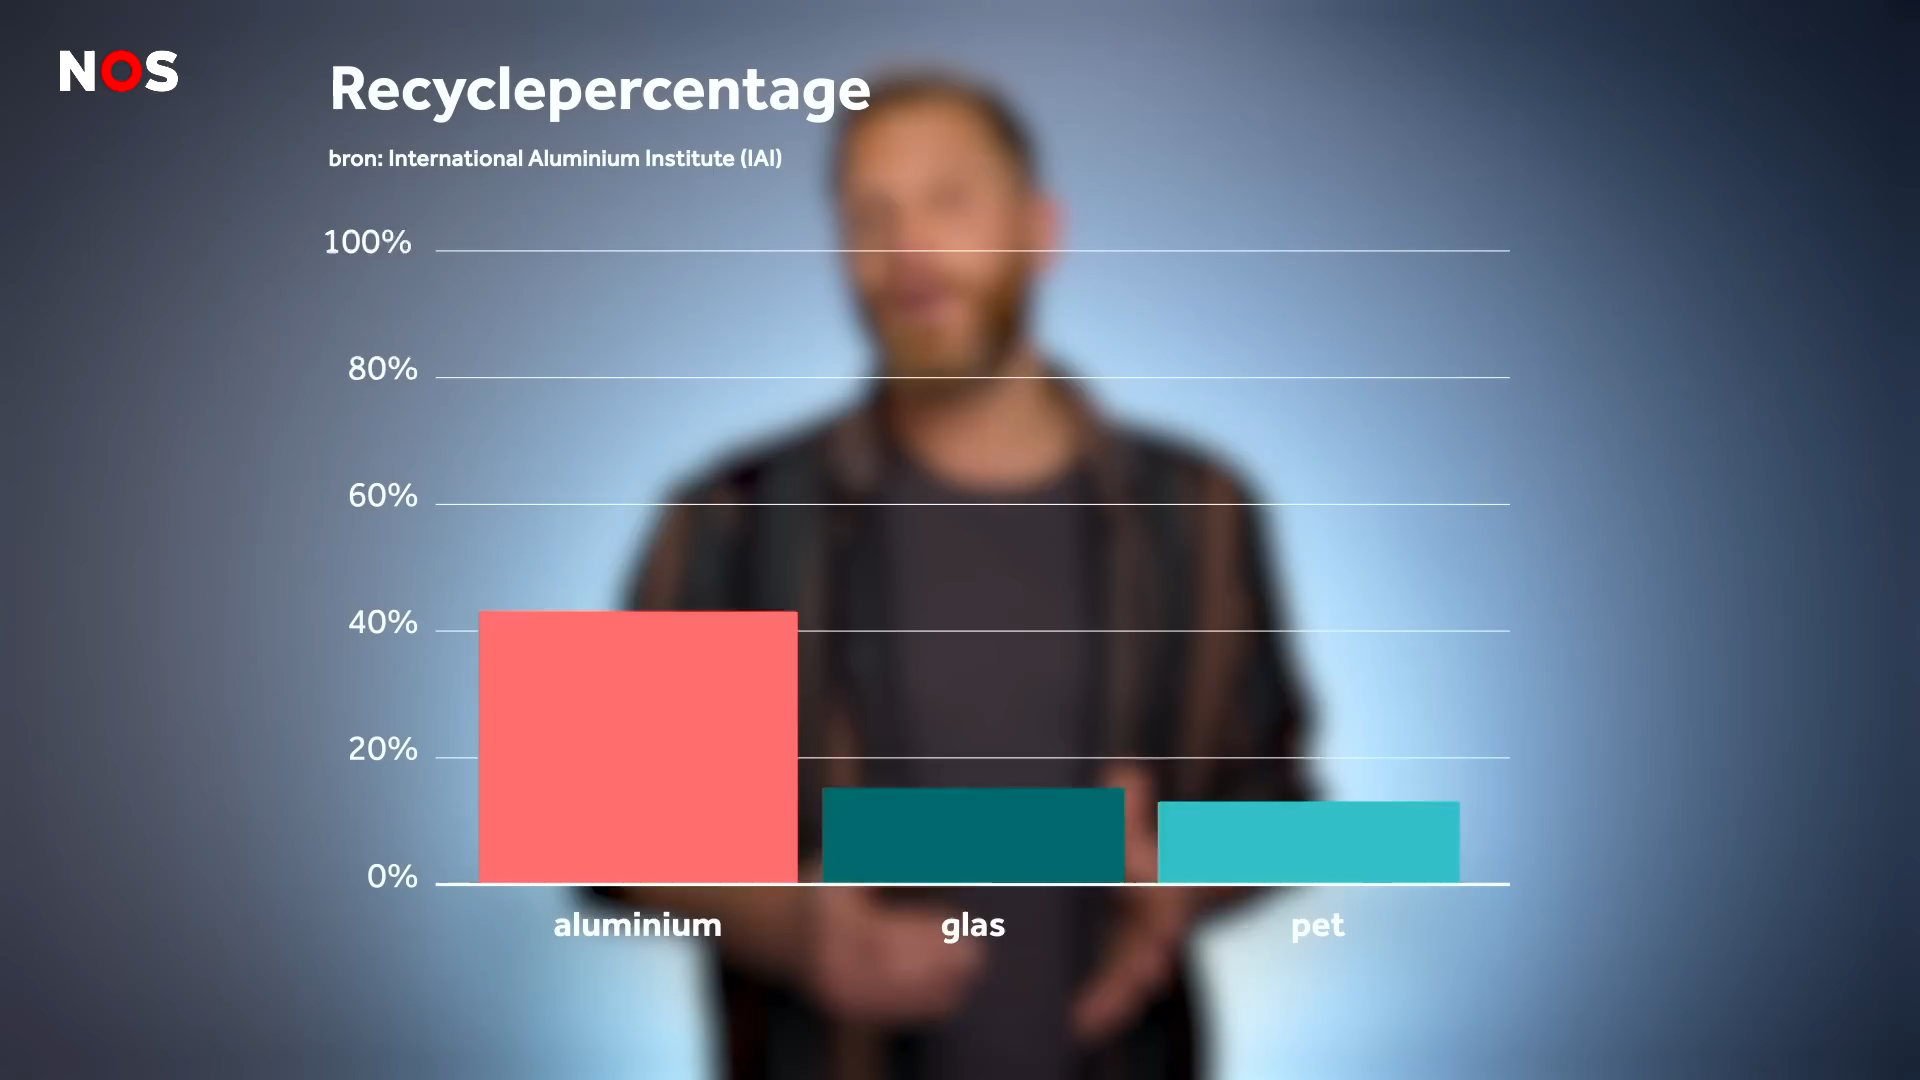 NOS
Recyclepercentage
bron: International Aluminium Institute (IAI)
100%
80%
60%
40%
20%
0%
aluminium glas pet